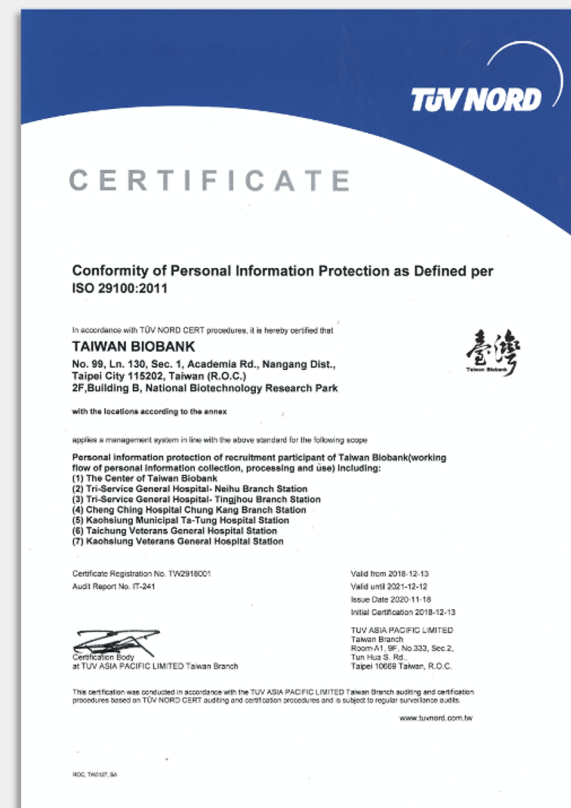 TÜV NORD
CERTIFICATE
Conformity of Personal Information Protection as Defined per
ISO 29100:2011
In accordance with TÜV NORD CERT procedures, it is hereby certified that
TAIWAN BIOBANK
No. 99, Ln. 130, Sec. 1, Academia Rd., Nangang Dist.,
Taipei City 115202, Taiwan (R.O.C.)
2F,Building B, National Biotechnology Research Park
臺灣
Taiwan Biobank
with the locations according to the annex
applies a management system in line with the above standard for the following scope
Personal information protection of recruitment participant of Taiwan Biobank(working
flow of personal information collection, processing and use) including:
(1) The Center of Taiwan Biobank
(2) Tri-Service General Hospital- Neihu Branch Station
(3) Tri-Service General Hospital- Tingjhou Branch Station
(4) Cheng Ching Hospital Chung Kang Branch Station
(5) Kaohsiung Municipal Ta-Tung Hospital Station
(6) Taichung Veterans General Hospital Station
(7) Kaohsiung Veterans General Hospital Station
Certificate Registration No. TW2918001
Audit Report No. IT-241
Valid from 2018-12-13
Valid until 2021-12-12
Issue Date 2020-11-18
Initial Certification 2018-12-13
Certification Body
at TUV ASIA PACIFIC LIMITED Taiwan Branch
TUV ASIA PACIFIC LIMITED
Taiwan Branch
Room-A1, 9F, No.333, Sec.2,
Tun Hua S. Rd.,
Taipei 10669 Taiwan, R.O.C.
This certification was conducted in accordance with the TUV ASIA PACIFIC LIMITED Taiwan Branch auditing and certification
procedures based on TÜV NORD CERT auditing and certification procedures and is subject to regular surveillance audits.
www.tuvnord.com.tw